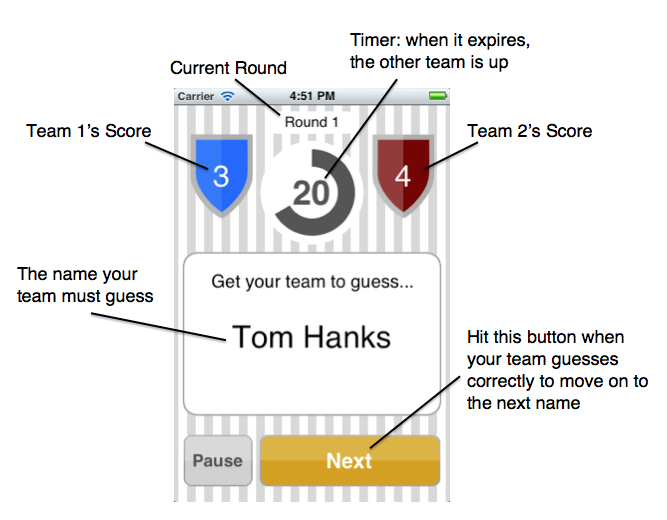 Timer: when it expires,
the other team is up
Current Round
Carrier 4:51 PM
Round 1
Team 1's Score
Team 2's Score
3
20
4
The name your
team must guess
Get your team to guess...
Tom Hanks
Hit this button when
your team guesses
correctly to move on to
the next name
Pause
Next